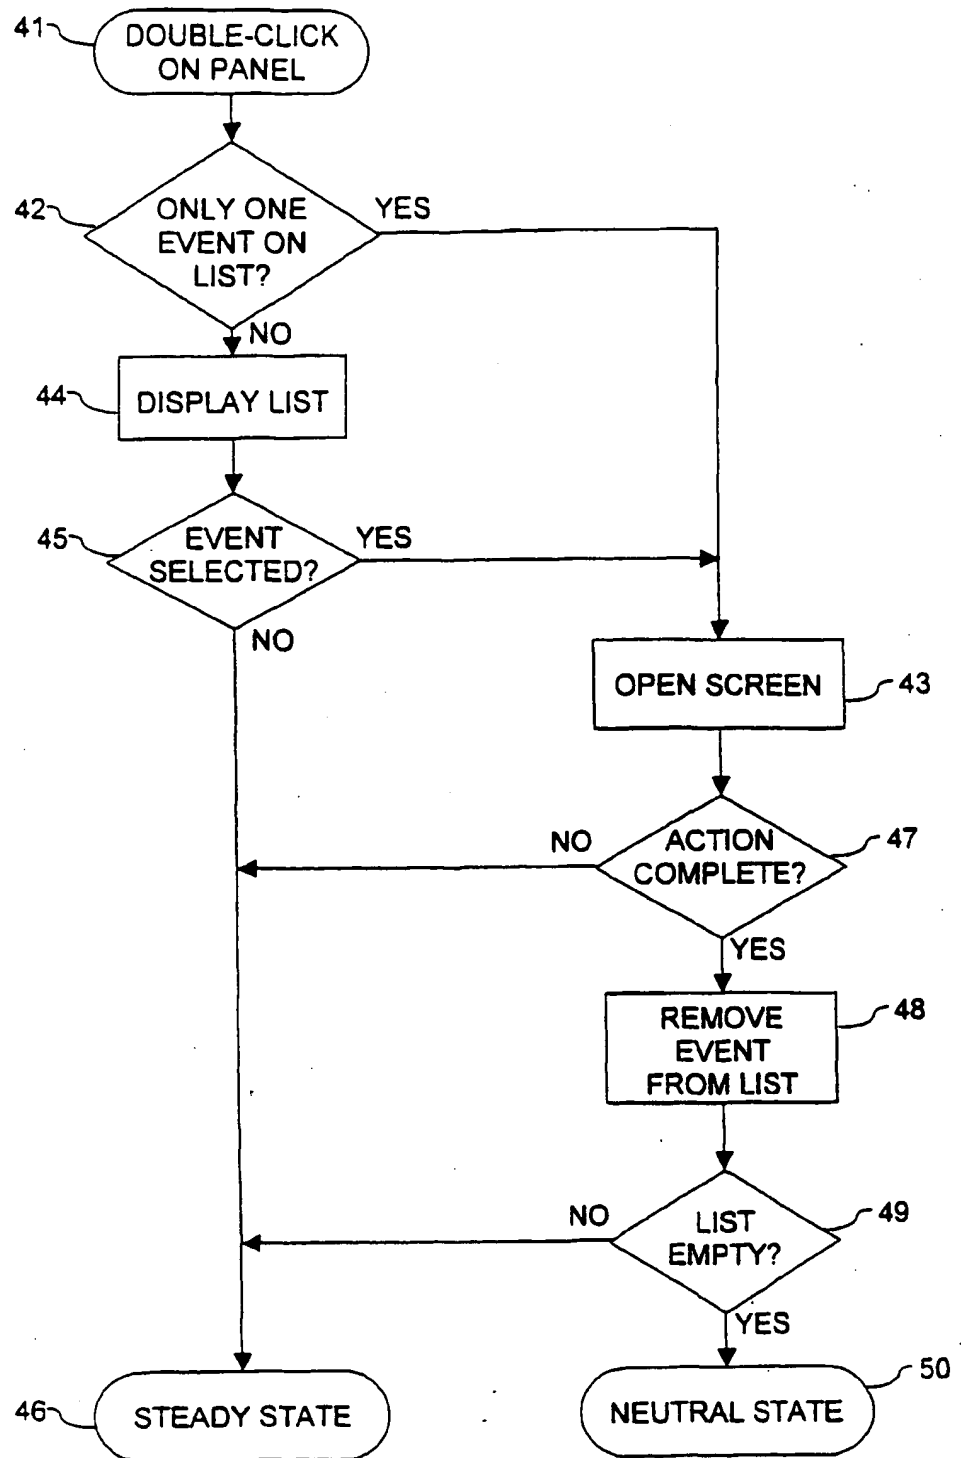 41
DOUBLE-CLICK
ON PANEL
42
ONLY ONE
EVENT ON
LIST?
YES
NO
44
DISPLAY LIST
45
EVENT
SELECTED?
YES
NO
OPEN SCREEN
43
NO
ACTION
COMPLETE?
47
YES
REMOVE
EVENT
FROM LIST
48
NO
LIST
EMPTY?
49
YES
46
STEADY STATE
NEUTRAL STATE
50